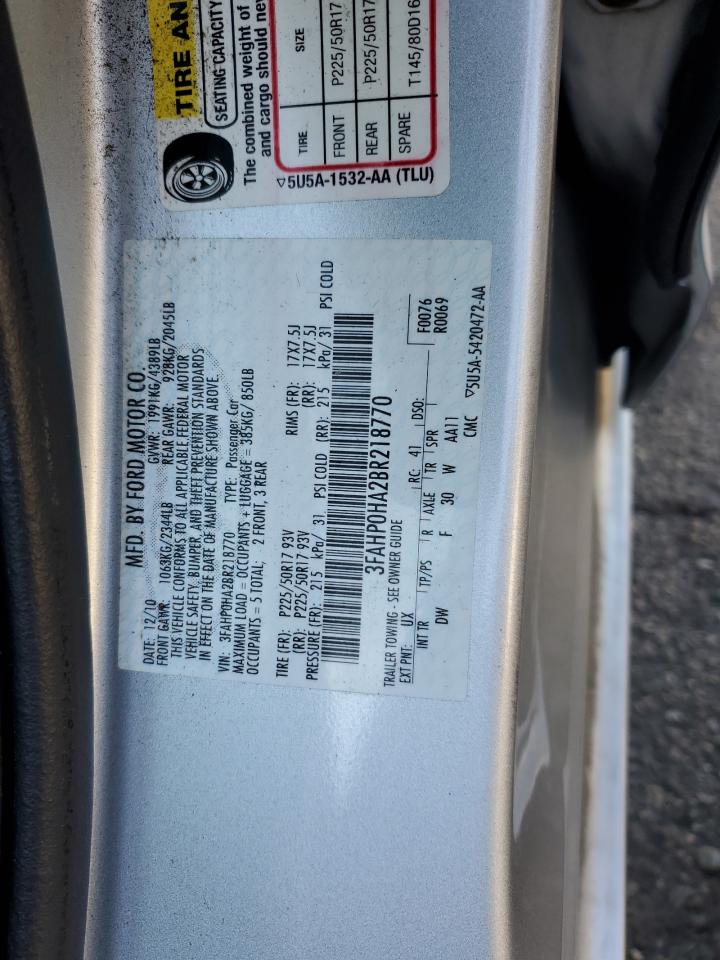 TIRE AN
SEATING CAPACITY
The combined weight of
and cargo should nev
TIRE SIZE
FRONT P225/50R17
REAR P225/50R17
SPARE T145/80D16
5U5A-1532-AA (TLU)
MFD. BY FORD MOTOR CO.
DATE: 12/10 GVWR: 1991KG/4389LB
FRONT GAWR: 1063KG/2344LB REAR GAWR: 928KG/2045LB
THIS VEHICLE CONFORMS TO ALL APPLICABLE FEDERAL MOTOR
VEHICLE SAFETY, BUMPER, AND THEFT PREVENTION STANDARDS
IN EFFECT ON THE DATE OF MANUFACTURE SHOWN ABOVE.
VIN: 3FAHP0HA2BR218770 TYPE: Passenger Car
MAXIMUM LOAD = OCCUPANTS + LUGGAGE = 385KG/ 850LB
OCCUPANTS = 5 TOTAL; 2 FRONT, 3 REAR
TIRE (FR): P225/50R17 93V RIMS (FR): 17X7.5J
(RR): P225/50R17 93V (RR): 17X7.5J
PRESSURE (FR): 215 kPa/ 31 PSI COLD (RR): 215 kPa/ 31 PSI COLD
3FAHP0HA2BR218770
TRAILER TOWING - SEE OWNER GUIDE F0076
R0069
EXT PNT: UX RC: 41 DSO:
INT TR TP/PS R AXLE TR SPR
DW F 30 W AA11
CMC 5U5A-5420472-AA